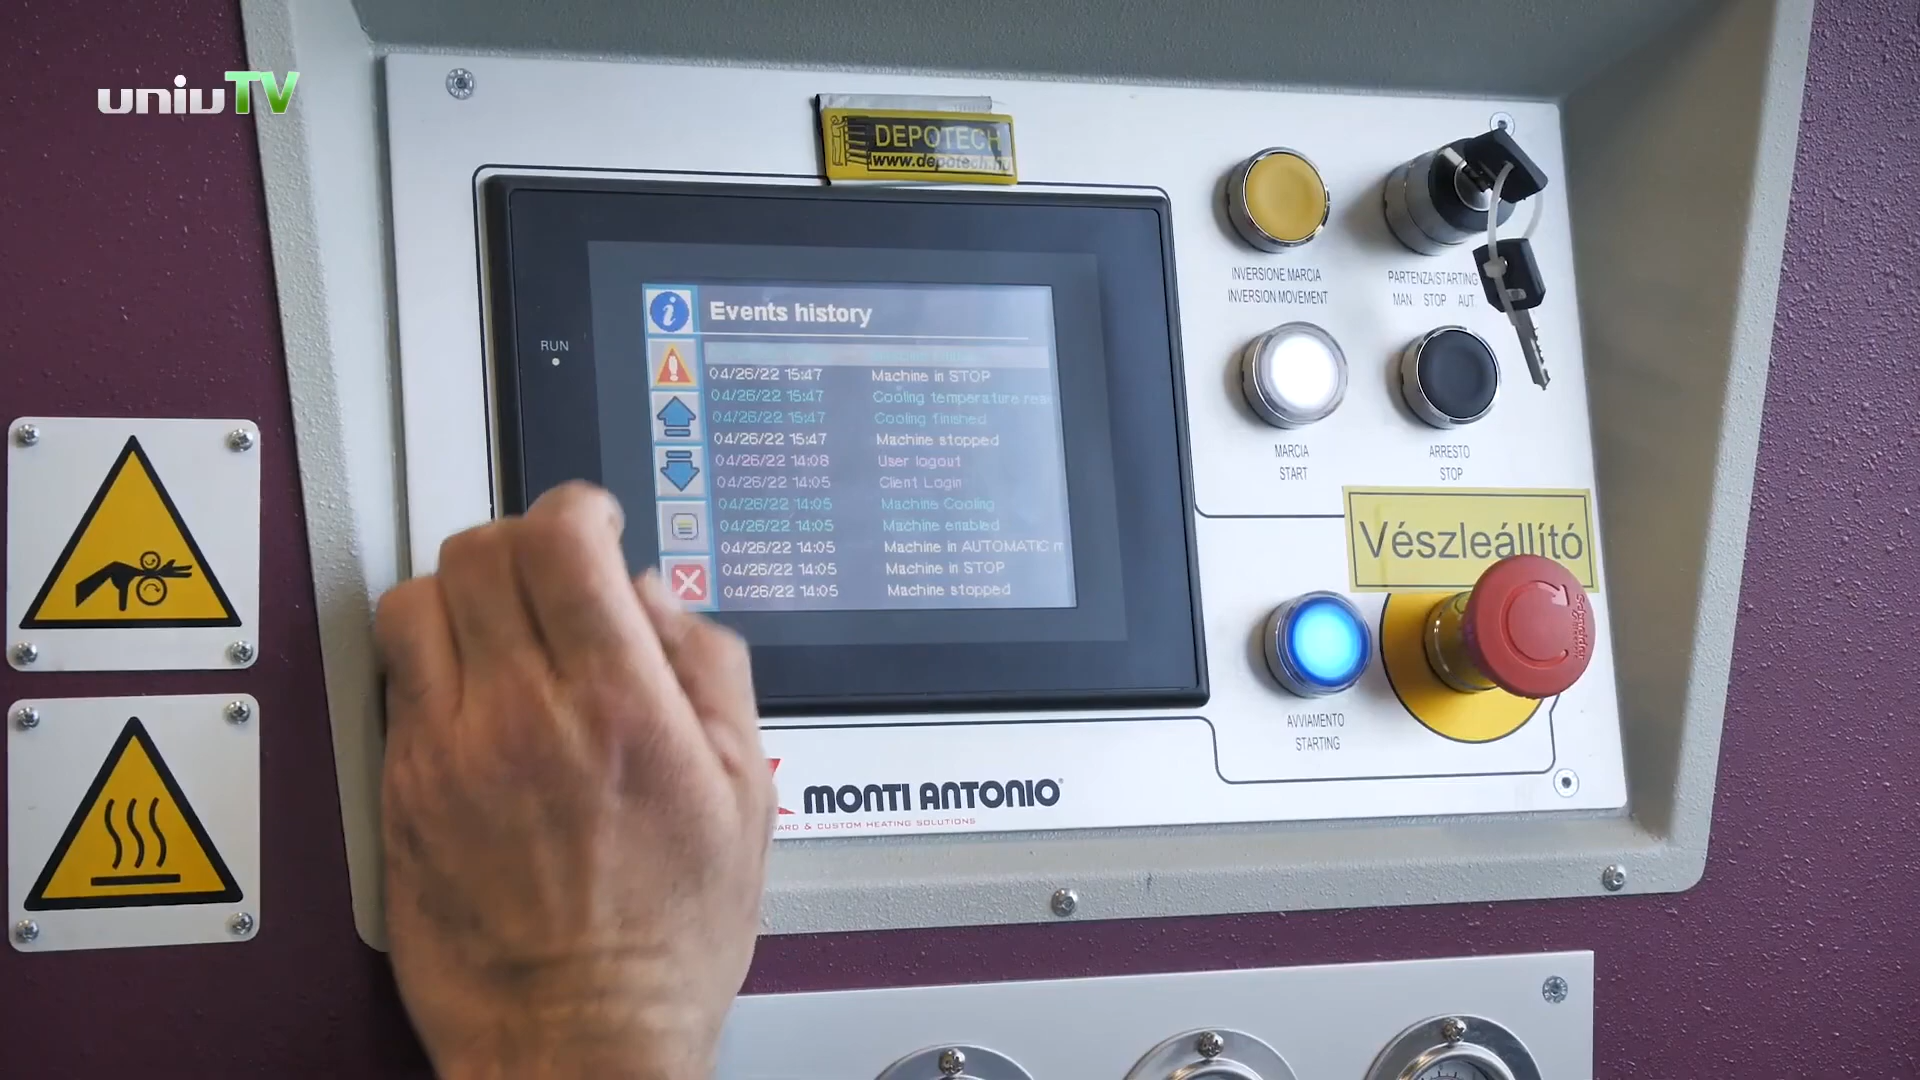 uniuTV
DEPOTECH
www.depotech.hu
RUN
Events history
04/26/22 15:47 Machine in STOP
04/26/22 15:47 Cooling temperature rea
04/26/22 15:47 Cooling finished
04/26/22 15:47 Machine stopped
04/26/22 14:08 User logout
04/26/22 14:05 Client Login
04/26/22 14:05 Machine Cooling
04/26/22 14:05 Machine enabled
04/26/22 14:05 Machine in AUTOMATIC m
04/26/22 14:05 Machine in STOP
04/26/22 14:05 Machine stopped
INVERSIONE MARCIA
INVERSION MOVEMENT
PARTENZA/STARTING
MAN STOP AUT
MARCIA
START
ARRESTO
STOP
Vészleállító
AVVIAMENTO
STARTING
MONTI ANTONIO
& CUSTOM HEATING SOLUTIONS